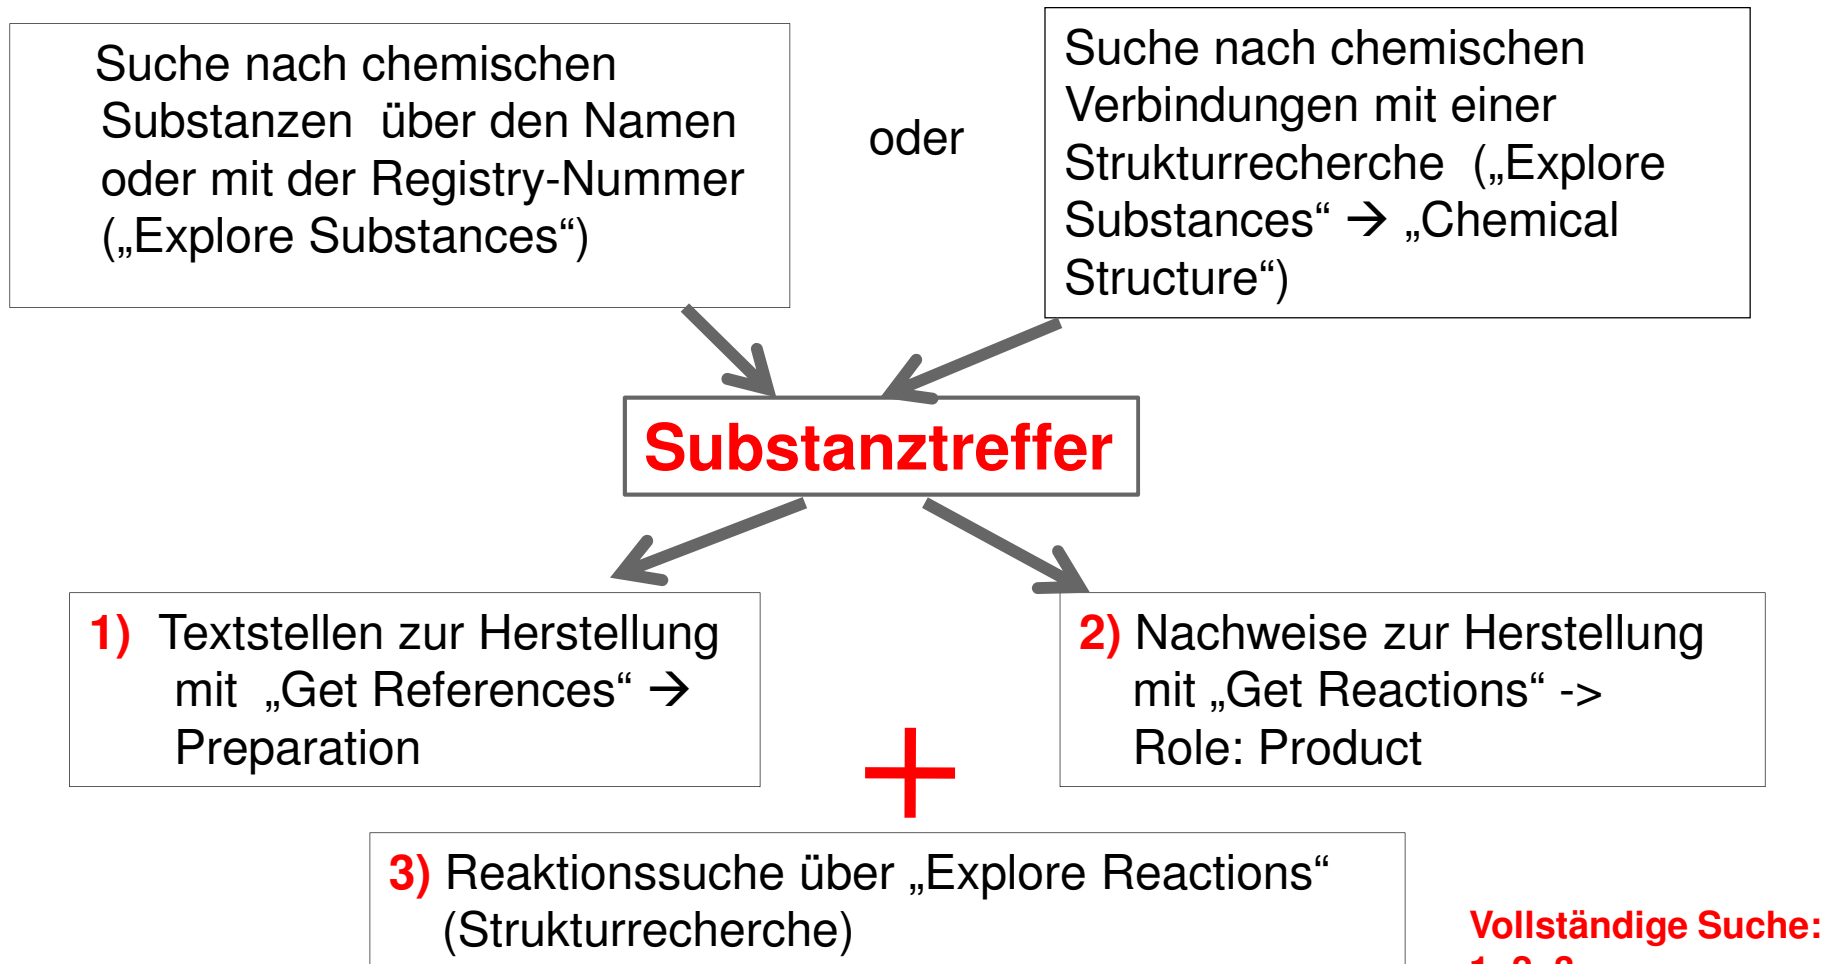 Suche nach chemischen
Substanzen über den Namen
oder mit der Registry-Nummer
(„Explore Substances“)
oder
Suche nach chemischen
Verbindungen mit einer
Strukturrecherche („Explore
Substances“ → „Chemical
Structure“)
Substanztreffer
1) Textstellen zur Herstellung
mit „Get References“ →
Preparation
2) Nachweise zur Herstellung
mit „Get Reactions“ ->
Role: Product
+
3) Reaktionssuche über „Explore Reactions“
(Strukturrecherche)
Vollständige Suche: